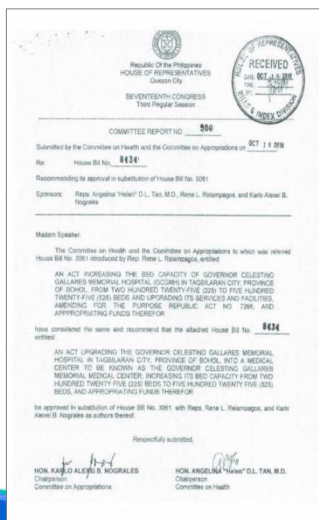 HOUSE OF REPRESENTATIVES
RECEIVED
DATE OCT 10 2018
TIME
BY
BILLS & INDEX DIVISION
Republic Of the Philippines
HOUSE OF REPRESENTATIVES
Quezon City
SEVENTEENTH CONGRESS
Third Regular Session
COMMITTEE REPORT NO.
Submitted by the Committee on Health and the Committee on Appropriations on OCT 10 2018
Re: House Bill No. 8434
Recommending its approval in substitution of House Bill No. 3061
Sponsors: Reps. Angelina "Helen" D.L. Tan, M.D., Rene L. Relampagos, and Karlo Alexei B.
Nograles
Madam Speaker:
The Committee on Health and the Committee on Appropriations to which was referred
House Bill No. 3061 introduced by Rep. Rene L. Relampagos, entitled:
AN ACT INCREASING THE BED CAPACITY OF GOVERNOR CELESTINO
GALLARES MEMORIAL HOSPITAL (GCGMH) IN TAGBILARAN CITY, PROVINCE
OF BOHOL, FROM TWO HUNDRED TWENTY-FIVE (225) TO FIVE HUNDRED
TWENTY-FIVE (525) BEDS AND UPGRADING ITS SERVICES AND FACILITIES,
AMENDING FOR THE PURPOSE REPUBLIC ACT NO. AND
APPROPRIATING FUNDS THEREFOR
have considered the same and recommend that the attached House Bill No. 8434
entitled:
AN ACT UPGRADING THE GOVERNOR CELESTINO GALLARES MEMORIAL
HOSPITAL IN TAGBILARAN CITY, PROVINCE OF BOHOL, INTO A MEDICAL
CENTER TO BE KNOWN AS THE GOVERNOR CELESTINO GALLARES
MEMORIAL MEDICAL CENTER, INCREASING ITS BED CAPACITY FROM TWO
HUNDRED TWENTY FIVE (225) BEDS TO FIVE HUNDRED TWENTY FIVE (525)
BEDS, AND APPROPRIATING FUNDS THEREFOR
be approved in substitution of House Bill No. 3061, with Reps. Rene L. Relampagos, and Karlo
Alexei B. Nograles as authors thereof.
Respectfully submitted,
HON. KARLO ALEXEI B. NOGRALES
Chairperson
Committee on Appropriations
HON. ANGELINA "Helen" D.L. TAN, M.D.
Chairperson
Committee on Health